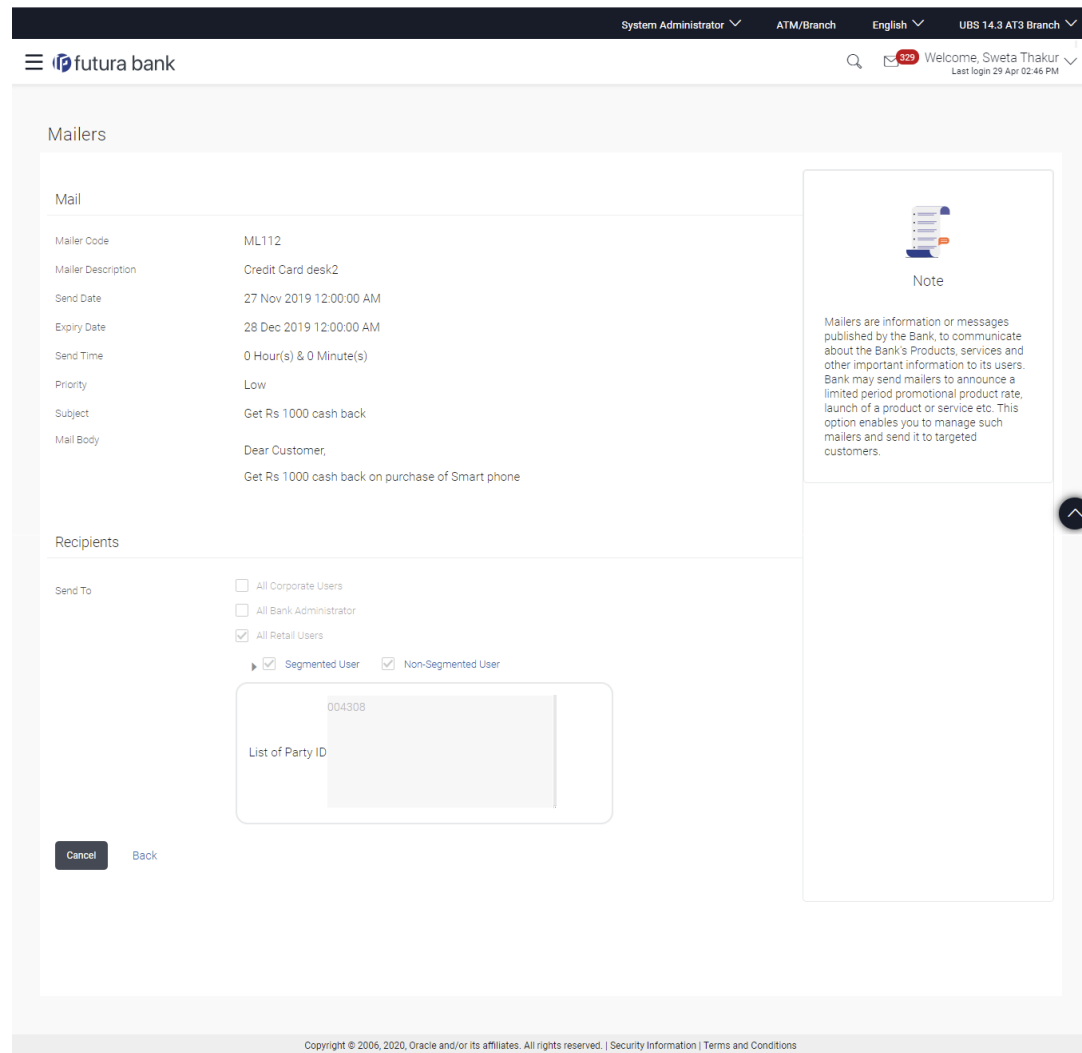 System Administrator ATM/Branch English UBS 14.3 AT3 Branch
futura bank 329 Welcome, Sweta Thakur
Last login 29 Apr 02:46 PM
Mailers
Mail
Mailer Code ML112
Mailer Description Credit Card desk2
Send Date 27 Nov 2019 12:00:00 AM
Expiry Date 28 Dec 2019 12:00:00 AM
Send Time 0 Hour(s) & 0 Minute(s)
Priority Low
Subject Get Rs 1000 cash back
Mail Body
Dear Customer,
Get Rs 1000 cash back on purchase of Smart phone
Note
Mailers are information or messages
published by the Bank, to communicate
about the Bank's Products, services and
other important information to its users.
Bank may send mailers to announce a
limited period promotional product rate,
launch of a product or service etc. This
option enables you to manage such
mailers and send it to targeted
customers.
Recipients
Send To
All Corporate Users
All Bank Administrator
All Retail Users
Segmented User Non-Segmented User
004308
List of Party ID
Cancel Back
Copyright © 2006, 2020, Oracle and/or its affiliates. All rights reserved. | Security Information | Terms and Conditions